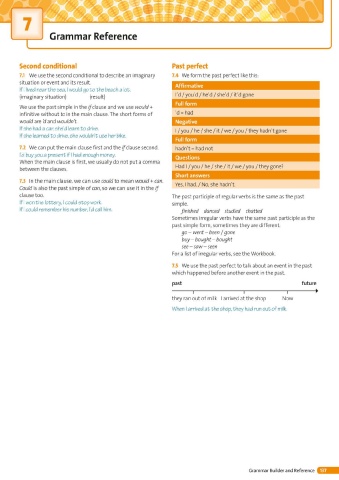 7
Grammar Reference
Second conditional
7.1 We use the second conditional to describe an imaginary
situation or event and its result.
If I lived near the sea, I would go to the beach a lot.
(imaginary situation) (result)
We use the past simple in the if clause and we use would +
infinitive without to in the main clause. The short forms of
would are 'd and wouldn't.
If she had a car, she'd learn to drive.
If she learned to drive, she wouldn't use her bike.
7.2 We can put the main clause first and the if clause second.
I'd buy you a present if I had enough money.
When the main clause is first, we usually do not put a comma
between the clauses.
7.3 In the main clause, we can use could to mean would + can.
Could is also the past simple of can, so we can use it in the if
clause too.
If I won the lottery, I could stop work.
If I could remember his number, I'd call him.
Past perfect
7.4 We form the past perfect like this.
Affirmative
I'd / you'd / he'd / she'd / it'd gone
Full form
'd = had
Negative
I / you / he / she / it / we / you / they hadn't gone
Full form
hadn't = had not
Questions
Had I / you / he / she / it / we / you / they gone?
Short answers
Yes, I had. / No, she hadn't.
The past participle of regular verbs is the same as the past
simple.
finished danced studied chatted
Sometimes irregular verbs have the same past participle as the
past simple form, sometimes they are different.
go – went – been / gone
buy – bought – bought
see – saw – seen
For a list of irregular verbs, see the Workbook.
7.5 We use the past perfect to talk about an event in the past
which happened before another event in the past.
past future
they ran out of milk I arrived at the shop Now
When I arrived at the shop, they had run out of milk.
Grammar Builder and Reference 127